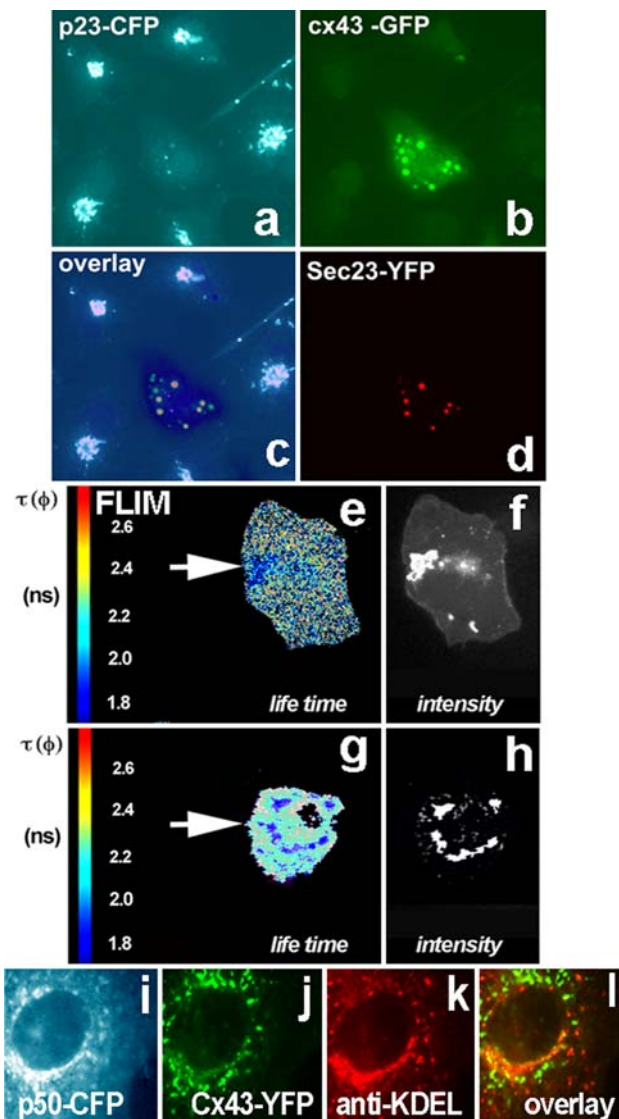 p23-CFP
a
cx43 -GFP
b
overlay
c
Sec23-YFP
d
τ(ϕ)
(ns)
FLIM
2.6
2.4
2.2
2.0
1.8
e
life time
f
intensity
τ(ϕ)
(ns)
2.6
2.4
2.2
2.0
1.8
g
life time
h
intensity
i
p50-CFP
j
Cx43-YFP
k
anti-KDEL
l
overlay